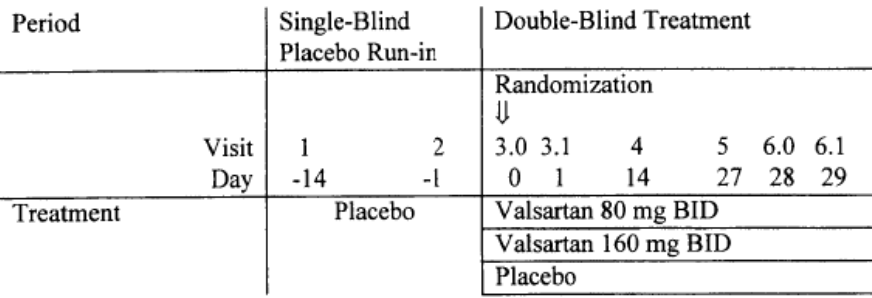 Period Single-Blind Double-Blind Treatment
Placebo Run-in
Randomization
⇓
Visit 1 2 3.0 3.1 4 5 6.0 6.1
Day -14 -1 0 1 14 27 28 29
Treatment Placebo Valsartan 80 mg BID
Valsartan 160 mg BID
Placebo